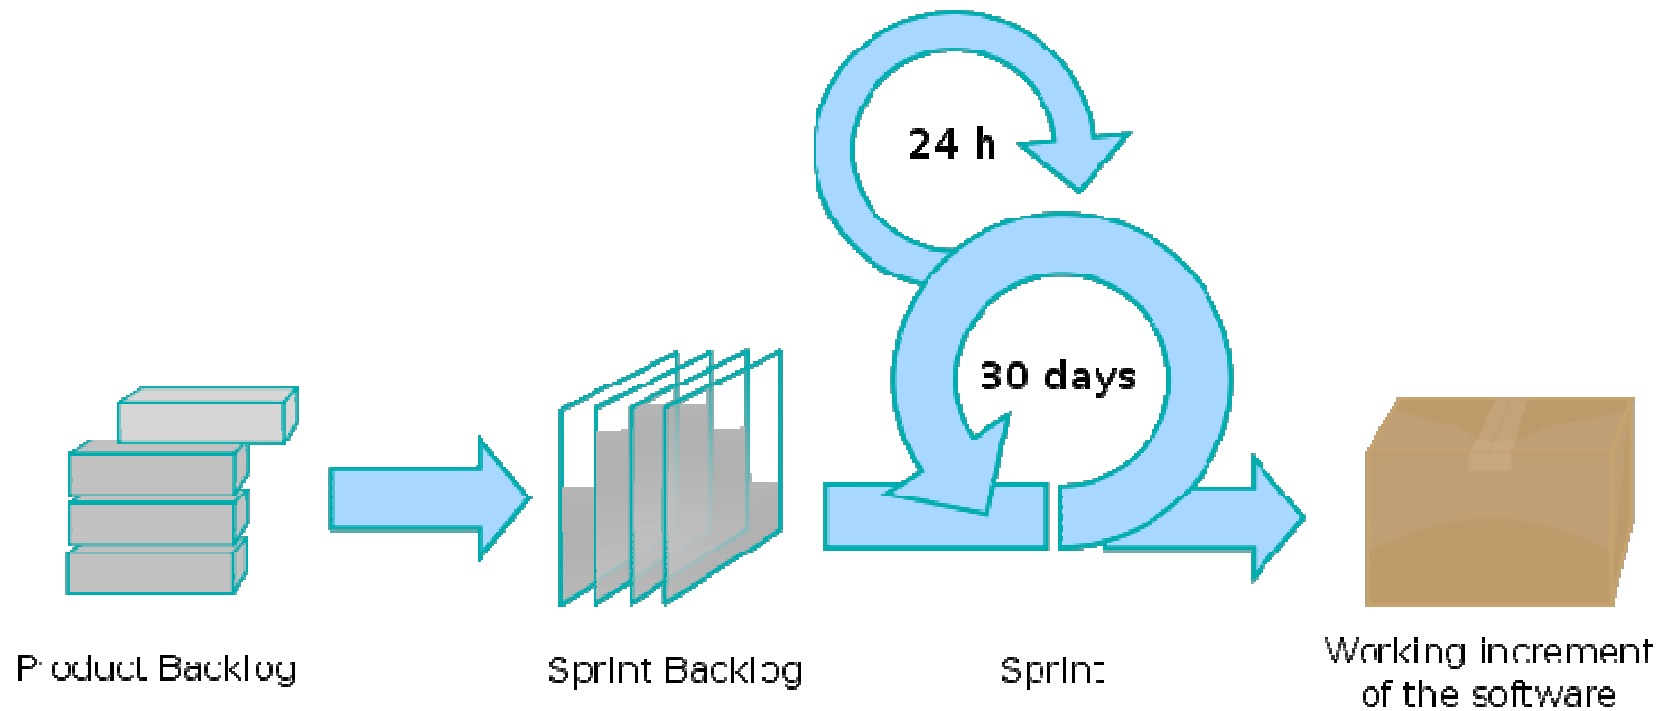 24 h
30 days
Product Backlog
Sprint Backlog
Sprint
Working increment
of the software